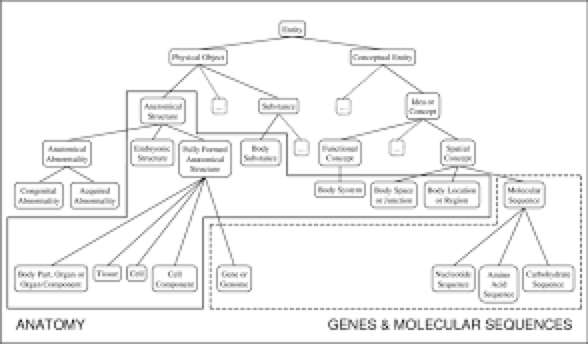 Entity
Physical Object
Conceptual Entity
Anatomical
Structure
...
Substance
...
Idea or
Concept
Anatomical
Abnormality
Embryonic
Structure
Fully Formed
Anatomical
Structure
Body
Substance
...
Functional
Concept
...
Spatial
Concept
Congenital
Abnormality
Acquired
Abnormality
Body System
Body Space
or Junction
Body Location
or Region
Molecular
Sequence
Body Part, Organ or
Organ Component
Tissue
Cell
Cell
Component
Gene or
Genome
Nucleotide
Sequence
Amino
Acid
Sequence
Carbohydrate
Sequence
ANATOMY
GENES & MOLECULAR SEQUENCES